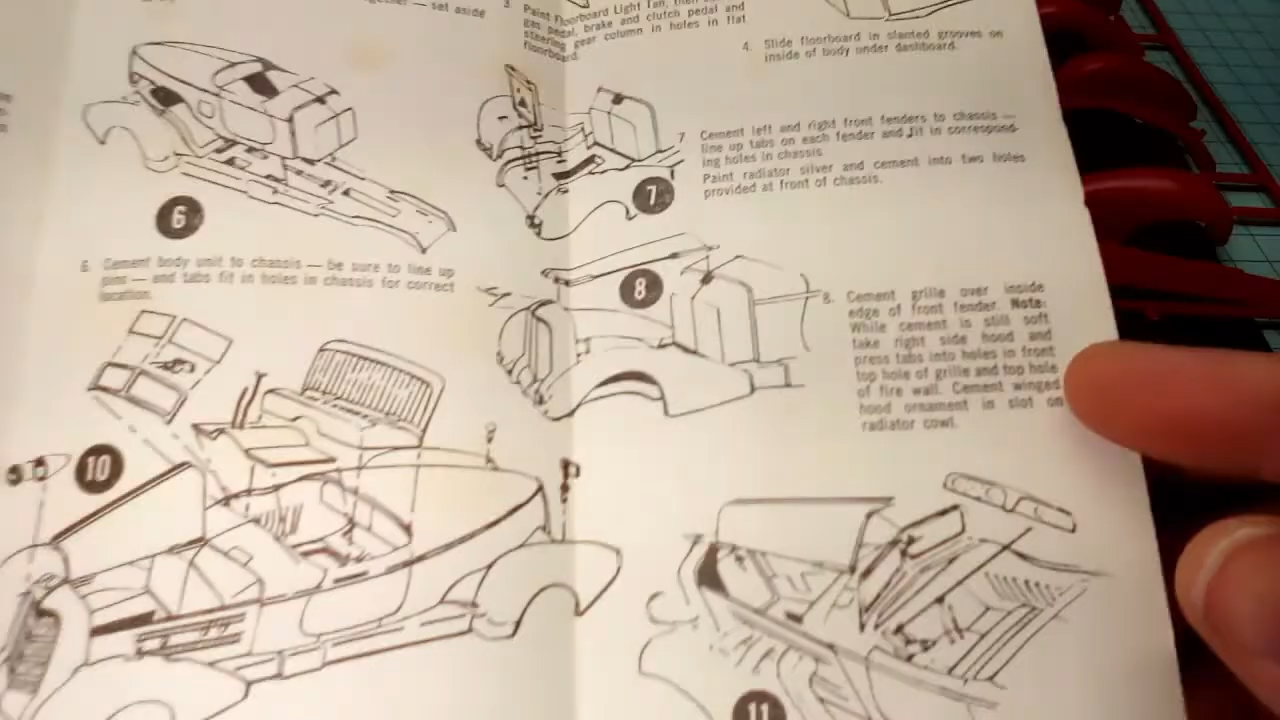 — set aside
3. Paint Floorboard Light Tan, then
gas pedal, brake and clutch pedal and
steering gear column in holes in flat
floorboard.
4. Slide floorboard in slanted grooves on
inside of body under dashboard.
6
6. Cement body unit to chassis — be sure to line up
pins — and tabs fit in holes in chassis for correct
location.
7
7 Cement left and right front fenders to chassis —
line up tabs on each fender and fit in correspond-
ing holes in chassis
Paint radiator silver and cement into two holes
provided at front of chassis.
8
8. Cement grille over inside
edge of front fender. Note:
While cement is still soft
take right side hood and
press tabs into holes in front
top hole of grille and top hole
of fire wall. Cement winged
hood ornament in slot on
radiator cowl.
10
11